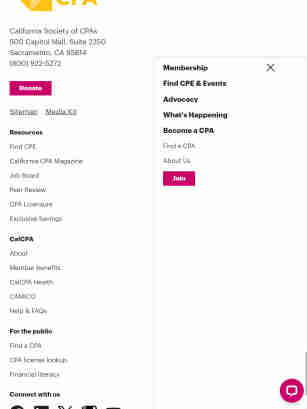 CPA
California Society of CPAs
500 Capitol Mall, Suite 2350
Sacramento, CA 95814
(800) 922-5272
Donate
Sitemap Media Kit
Resources
Find CPE
California CPA Magazine
Job Board
Peer Review
CPA Licensure
Exclusive Savings
CalCPA
About
Member Benefits
CalCPA Health
CAMICO
Help & FAQs
For the public
Find a CPA
CPA license lookup
Financial literacy
Connect with us
Membership
Find CPE & Events
Advocacy
What's Happening
Become a CPA
Find a CPA
About Us
Join